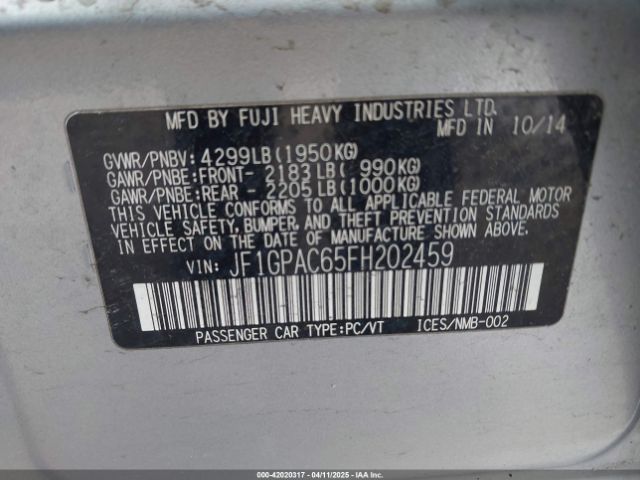 MFD BY FUJI HEAVY INDUSTRIES LTD.
MFD IN 10/14
GVWR/PNBV: 4299LB(1950KG)
GAWR/PNBE:FRONT- 2183LB( 990KG)
GAWR/PNBE:REAR - 2205LB(1000KG)
THIS VEHICLE CONFORMS TO ALL APPLICABLE FEDERAL MOTOR
VEHICLE SAFETY, BUMPER, AND THEFT PREVENTION STANDARDS
IN EFFECT ON THE DATE OF MANUFACTURE SHOWN ABOVE.
VIN: JF1GPAC65FH202459
PASSENGER CAR TYPE:PC/VT ICES/NMB-002
000-42020317 - 04/11/2025 - IAAI.COM